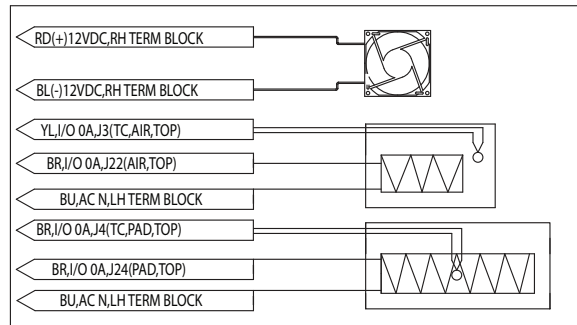 RD(+)12VDC,RH TERM BLOCK
BL(-)12VDC,RH TERM BLOCK
YL,I/O 0A,J3(TC,AIR,TOP)
BR,I/O 0A,J22(AIR,TOP)
BU,AC N,LH TERM BLOCK
BR,I/O 0A,J4(TC,PAD,TOP)
BR,I/O 0A,J24(PAD,TOP)
BU,AC N,LH TERM BLOCK